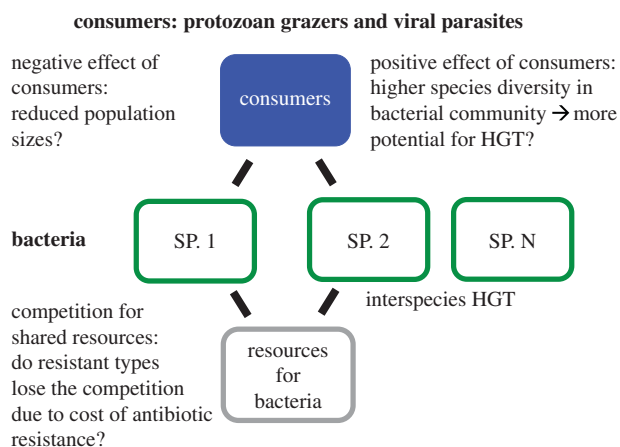 consumers: protozoan grazers and viral parasites
negative effect of
consumers:
reduced population
sizes?
consumers
positive effect of consumers:
higher species diversity in
bacterial community → more
potential for HGT?
bacteria
SP. 1
SP. 2
SP. N
interspecies HGT
competition for
shared resources:
do resistant types
lose the competition
due to cost of antibiotic
resistance?
resources
for
bacteria